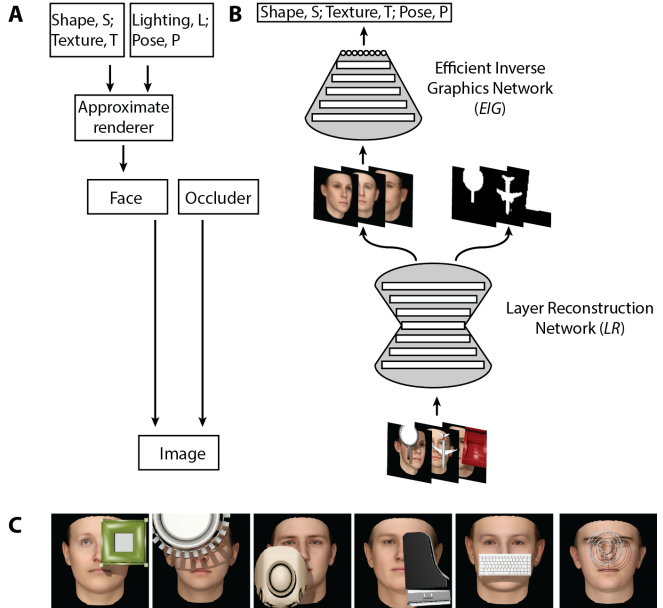 A
Shape, S;
Texture, T
Lighting, L;
Pose, P
Approximate
renderer
Face
Occluder
Image
B
Shape, S; Texture, T; Pose, P
Efficient Inverse
Graphics Network
(EIG)
Layer Reconstruction
Network (LR)
C